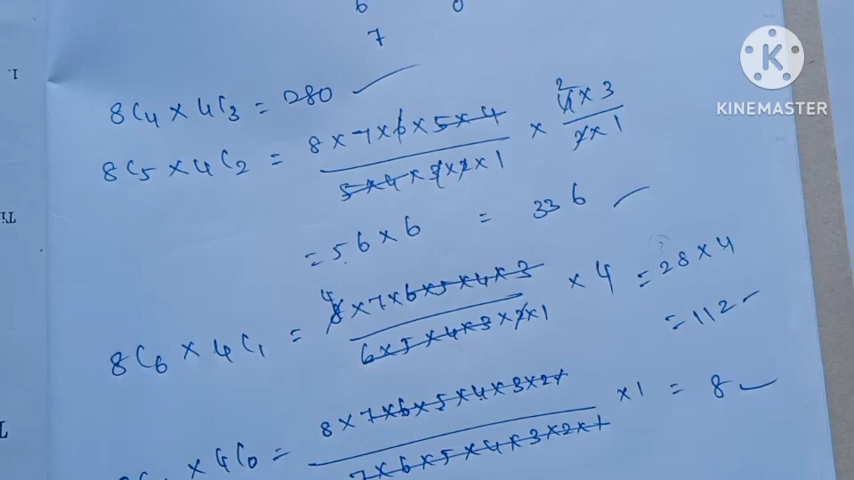 6 0
7
8C₄ × 4C₃ = 280
8C₅ × 4C₂ = 8 × 7 × 6 × 5 × 4 / 5 × 4 × 3 × 2 × 1 × 4 × 3 / 2 × 1
= 56 × 6 = 336
8C₆ × 4C₁ = 8 × 7 × 6 × 5 × 4 × 3 / 6 × 5 × 4 × 3 × 2 × 1 × 4 = 28 × 4
= 112
× 4C₀ = 8 × 7 × 6 × 5 × 4 × 3 × 2 / 7 × 6 × 5 × 4 × 3 × 2 × 1 × 1 = 8
1.
Ti
K
KINEMASTER